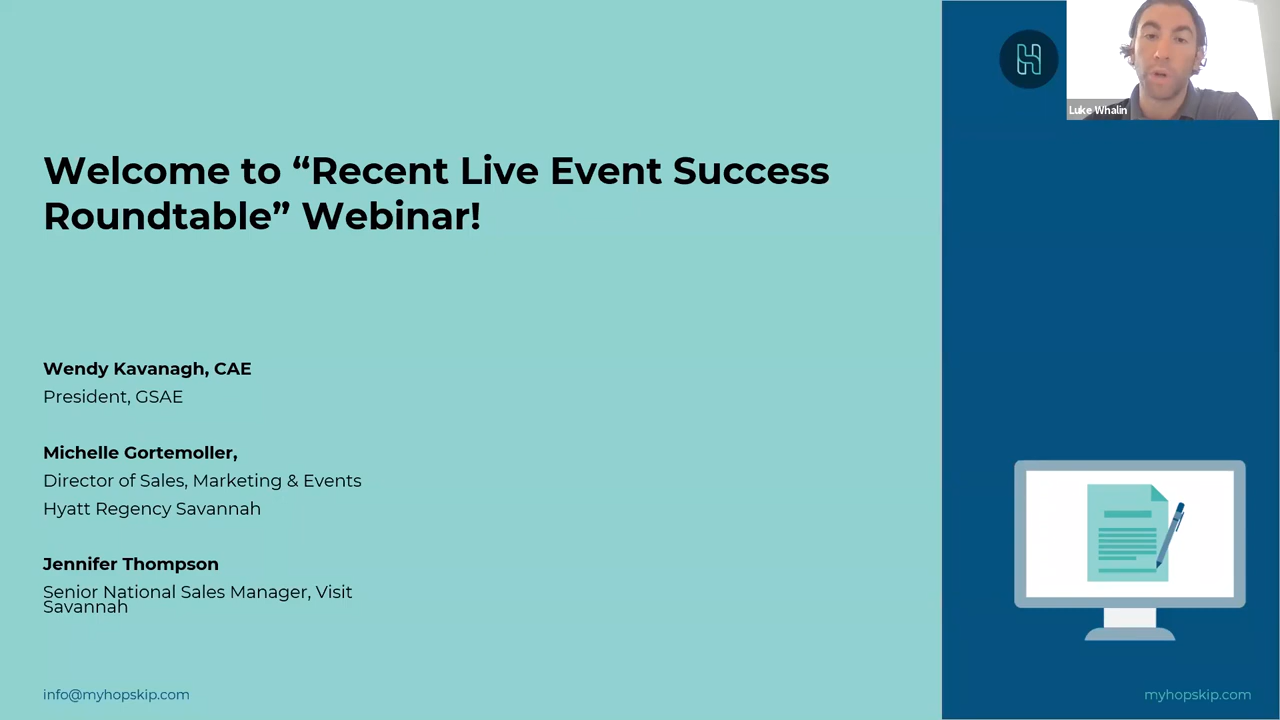 Luke Whalin
Welcome to “Recent Live Event Success
Roundtable” Webinar!
Wendy Kavanagh, CAE
President, GSAE
Michelle Gortemoller,
Director of Sales, Marketing & Events
Hyatt Regency Savannah
Jennifer Thompson
Senior National Sales Manager, Visit
Savannah
info@myhopskip.com
myhopskip.com